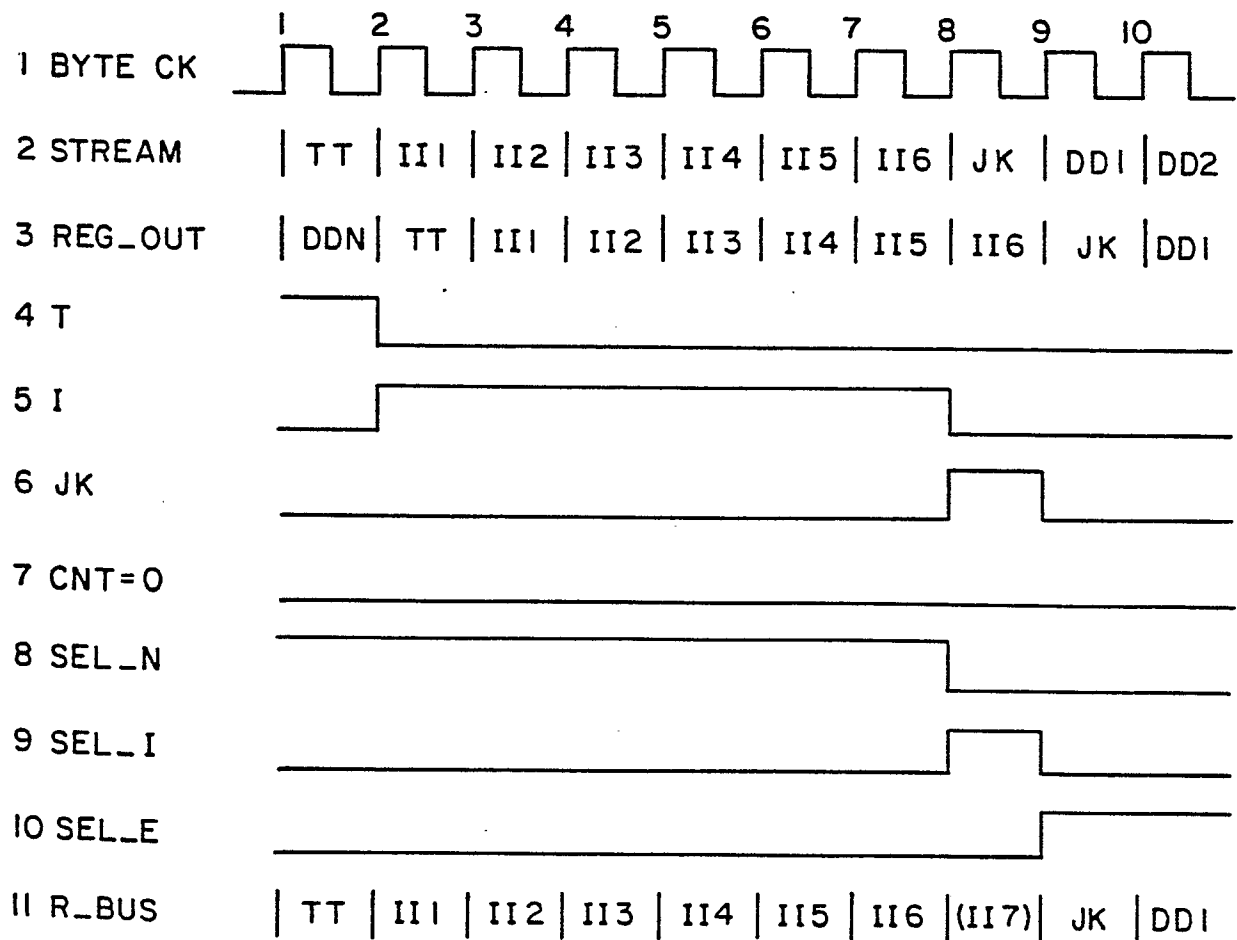 1 2 3 4 5 6 7 8 9 10
1 BYTE CK
2 STREAM | TT | II1 | II2 | II3 | II4 | II5 | II6 | JK | DD1 | DD2
3 REG_OUT | DDN | TT | II1 | II2 | II3 | II4 | II5 | II6 | JK | DD1
4 T
5 I
6 JK
7 CNT=0
8 SEL_N
9 SEL_I
10 SEL_E
11 R_BUS | TT | II1 | II2 | II3 | II4 | II5 | II6 | (II7) | JK | DD1